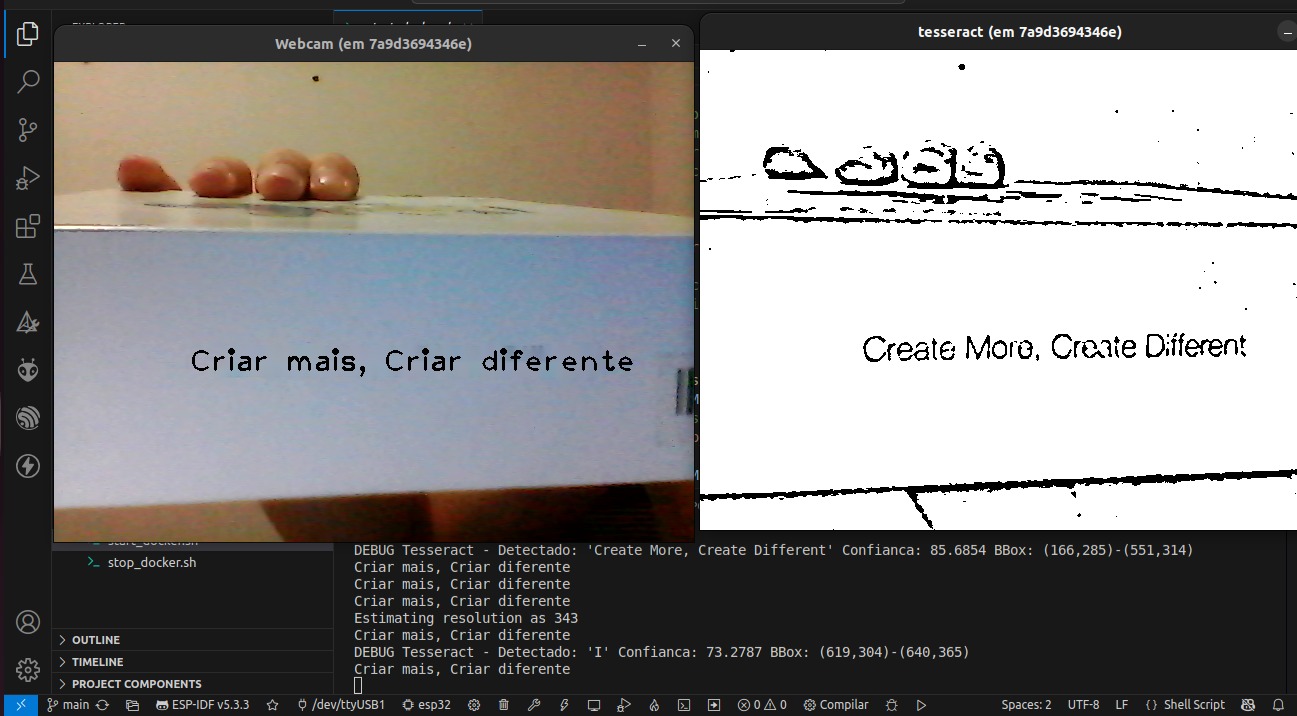 Webcam (em 7a9d3694346e)
tesseract (em 7a9d3694346e)
Criar mais, Criar diferente
Create More, Create Different
stop_docker.sh
OUTLINE
TIMELINE
PROJECT COMPONENTS
DEBUG Tesseract - Detectado: 'Create More, Create Different' Confianca: 85.6854 BBox: (166,285)-(551,314)
Criar mais, Criar diferente
Criar mais, Criar diferente
Criar mais, Criar diferente
Estimating resolution as 343
Criar mais, Criar diferente
DEBUG Tesseract - Detectado: 'I' Confianca: 73.2787 BBox: (619,304)-(640,365)
Criar mais, Criar diferente
main ESP-IDF v5.3.3 /dev/ttyUSB1 esp32 0 0 Compilar Spaces: 2 UTF-8 LF {} Shell Script